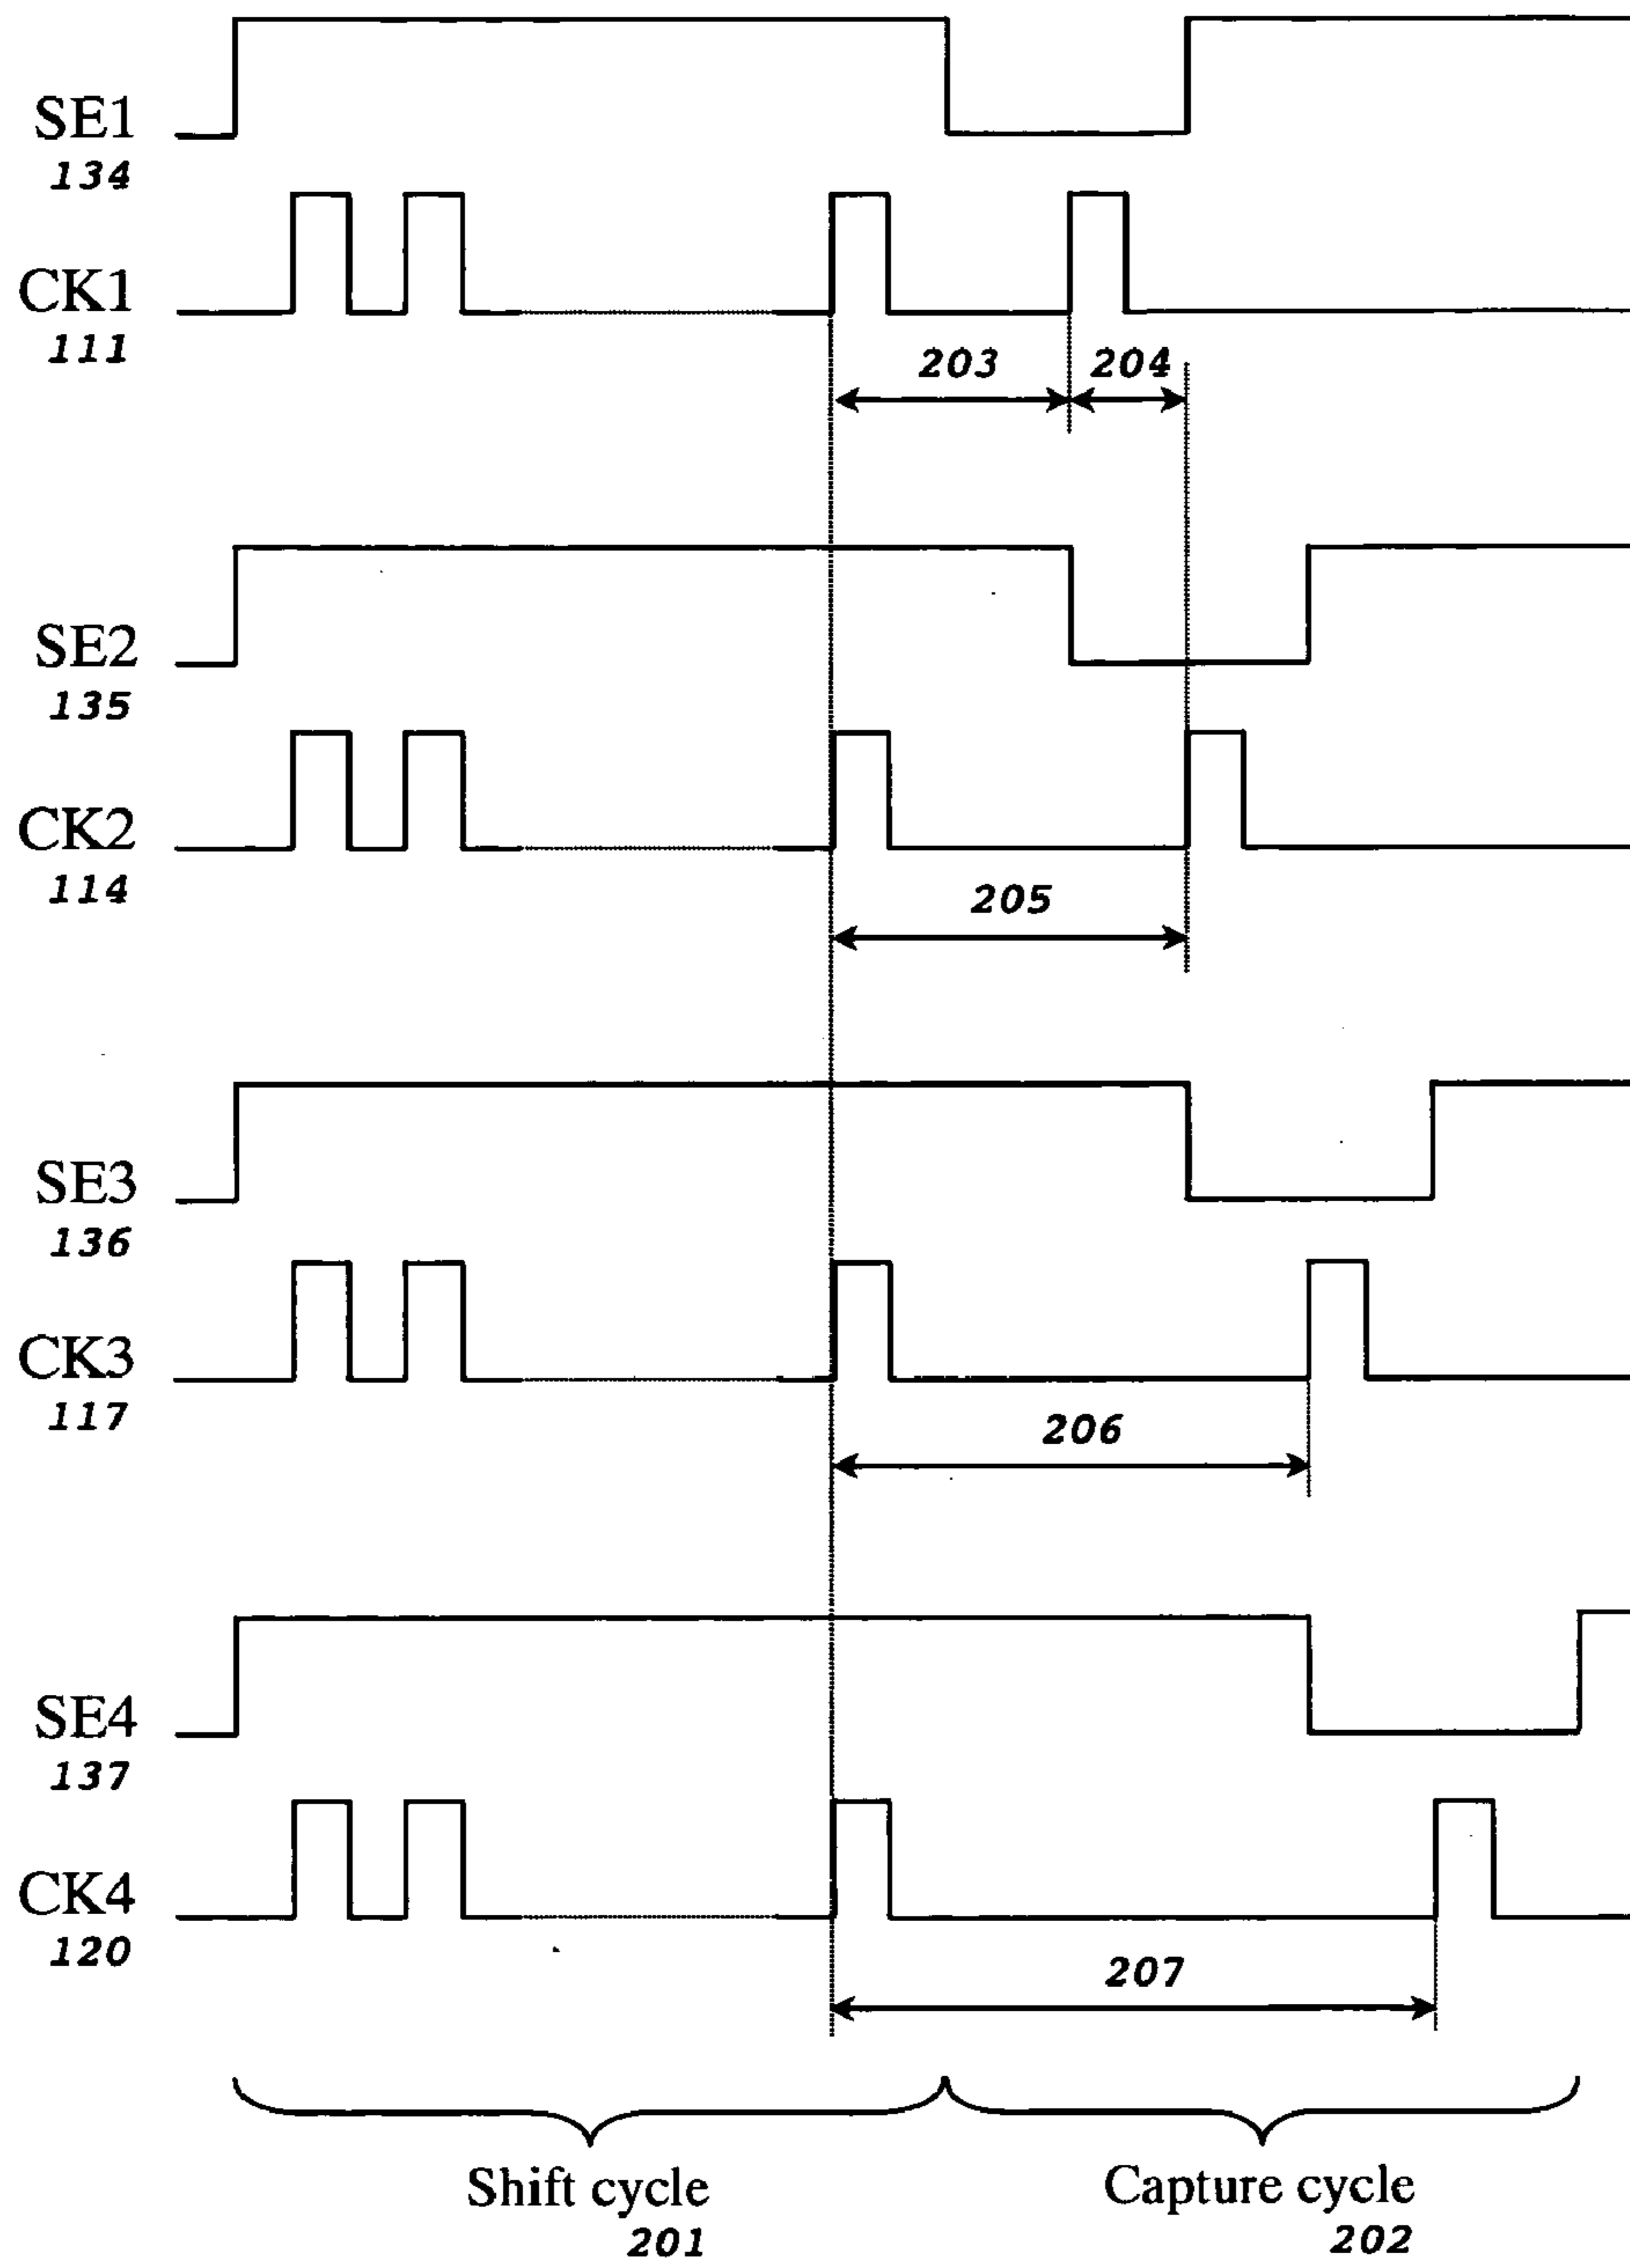 SE1
134
CK1
111
203
204
SE2
135
CK2
114
205
SE3
136
CK3
117
206
SE4
137
CK4
120
207
Shift cycle
201
Capture cycle
202